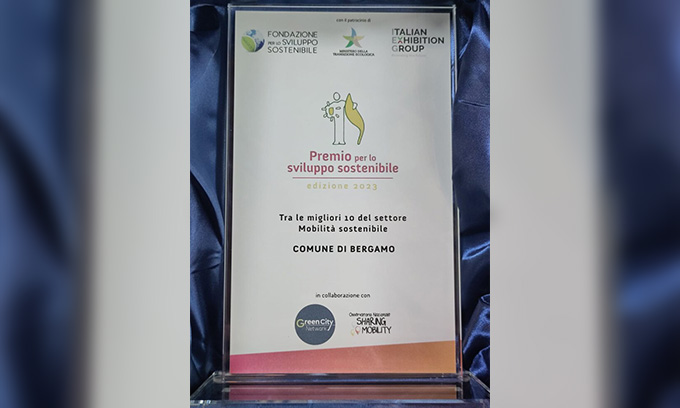 con il patrocinio di
FONDAZIONE
PER LO SVILUPPO
SOSTENIBILE
MINISTERO DELLA
TRANSIZIONE ECOLOGICA
ITALIAN
EXHIBITION
GROUP
Premio per lo
sviluppo sostenibile
edizione 2023
Tra le migliori 10 del settore
Mobilità sostenibile
COMUNE DI BERGAMO
in collaborazione con
GreenCity
Network
Osservatorio Nazionale
SHARING
MOBILITY